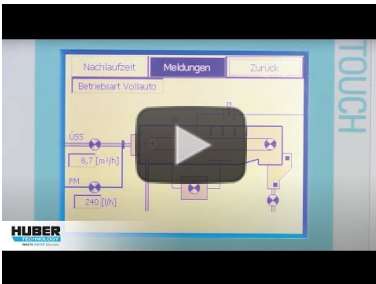 Nachlaufzeit Meldungen Zurück
Betriebsart Vollauto
ÜSS
8,7 [m³/h]
FM
240 [l/h]
TOUCH
HUBER
TECHNOLOGY
WASTE WATER Solutions